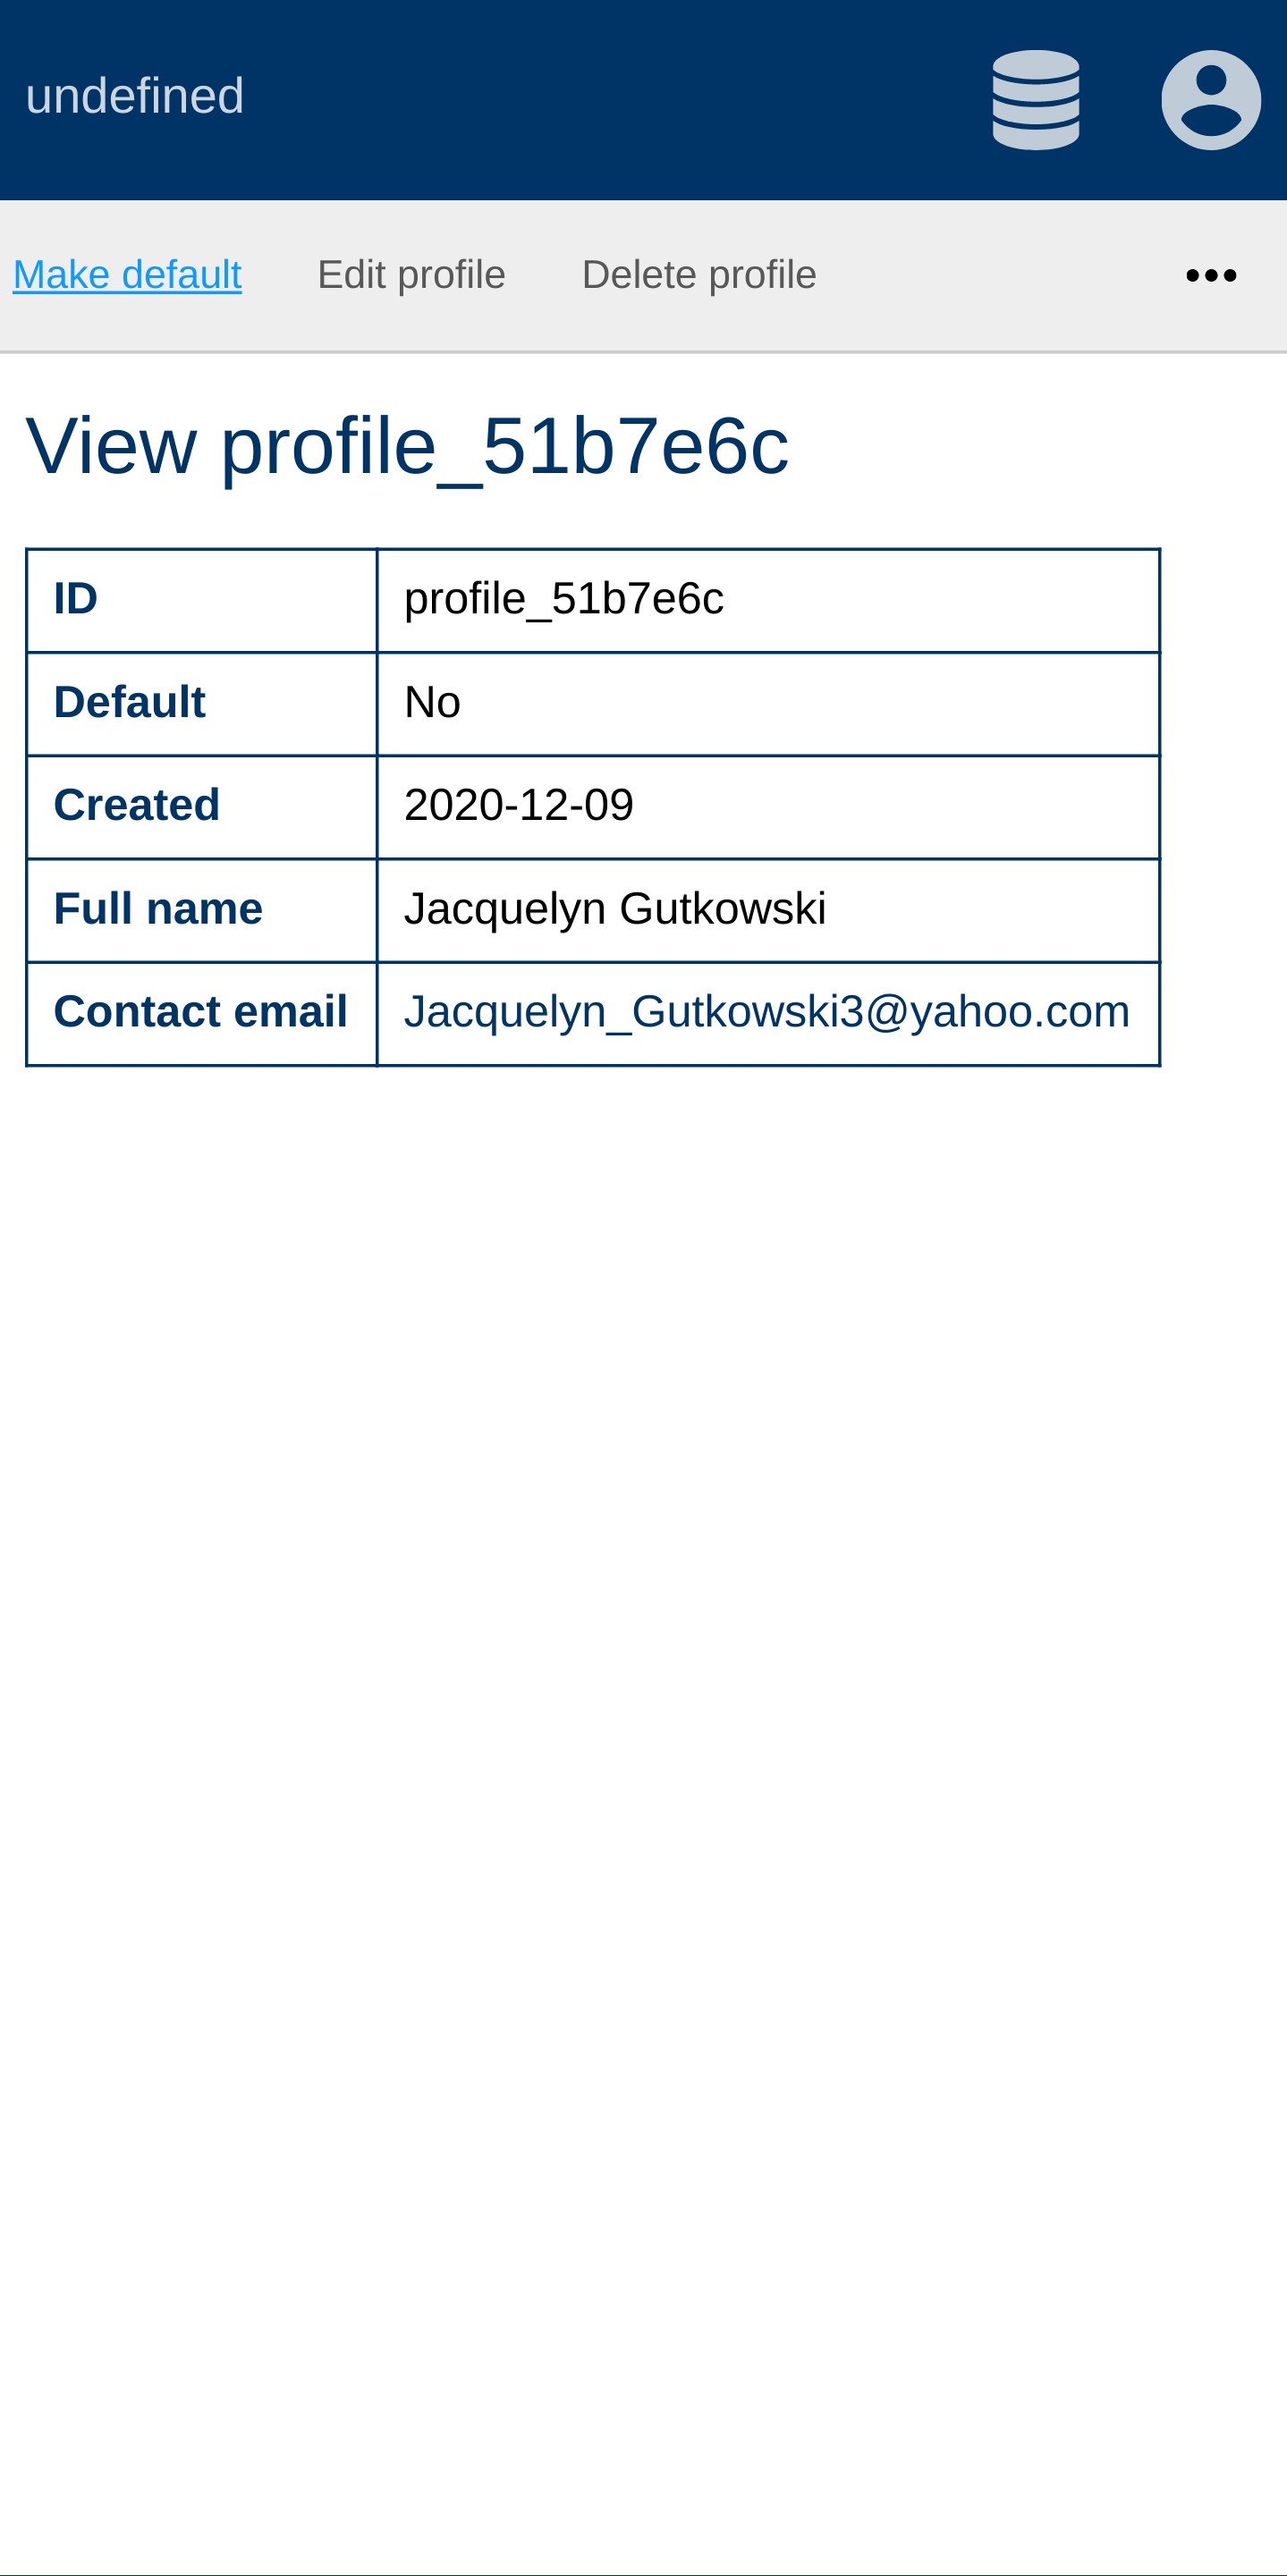 undefined
Make default Edit profile Delete profile •••
View profile_51b7e6c
ID profile_51b7e6c
Default No
Created 2020-12-09
Full name Jacquelyn Gutkowski
Contact email Jacquelyn_Gutkowski3@yahoo.com